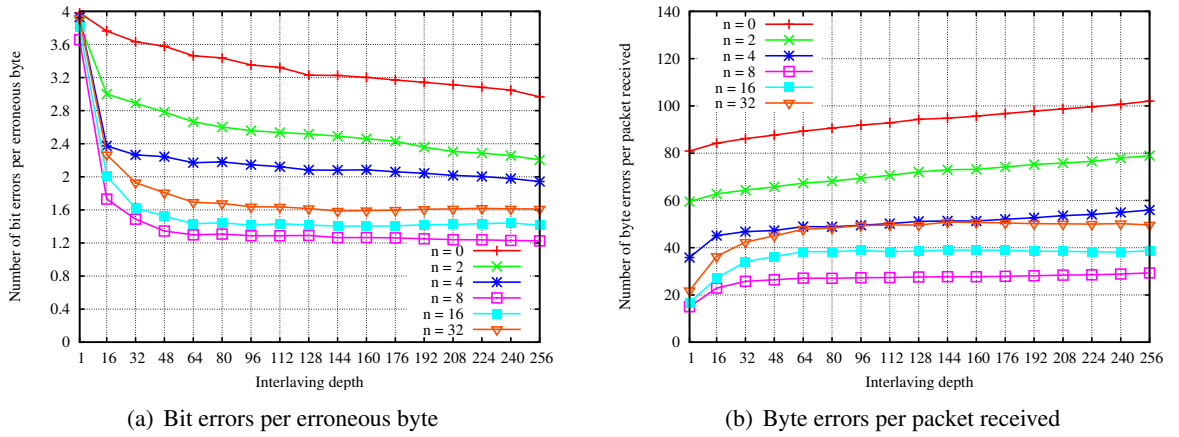 Number of bit errors per erroneous byte
4
3.6
3.2
2.8
2.4
2
1.6
1.2
0.8
0.4
0
n = 0
n = 2
n = 4
n = 8
n = 16
n = 32
1 16 32 48 64 80 96 112 128 144 160 176 192 208 224 240 256
Interlaving depth
(a) Bit errors per erroneous byte
Number of byte errors per packet received
140
120
100
80
60
40
20
0
n = 0
n = 2
n = 4
n = 8
n = 16
n = 32
1 16 32 48 64 80 96 112 128 144 160 176 192 208 224 240 256
Interlaving depth
(b) Byte errors per packet received